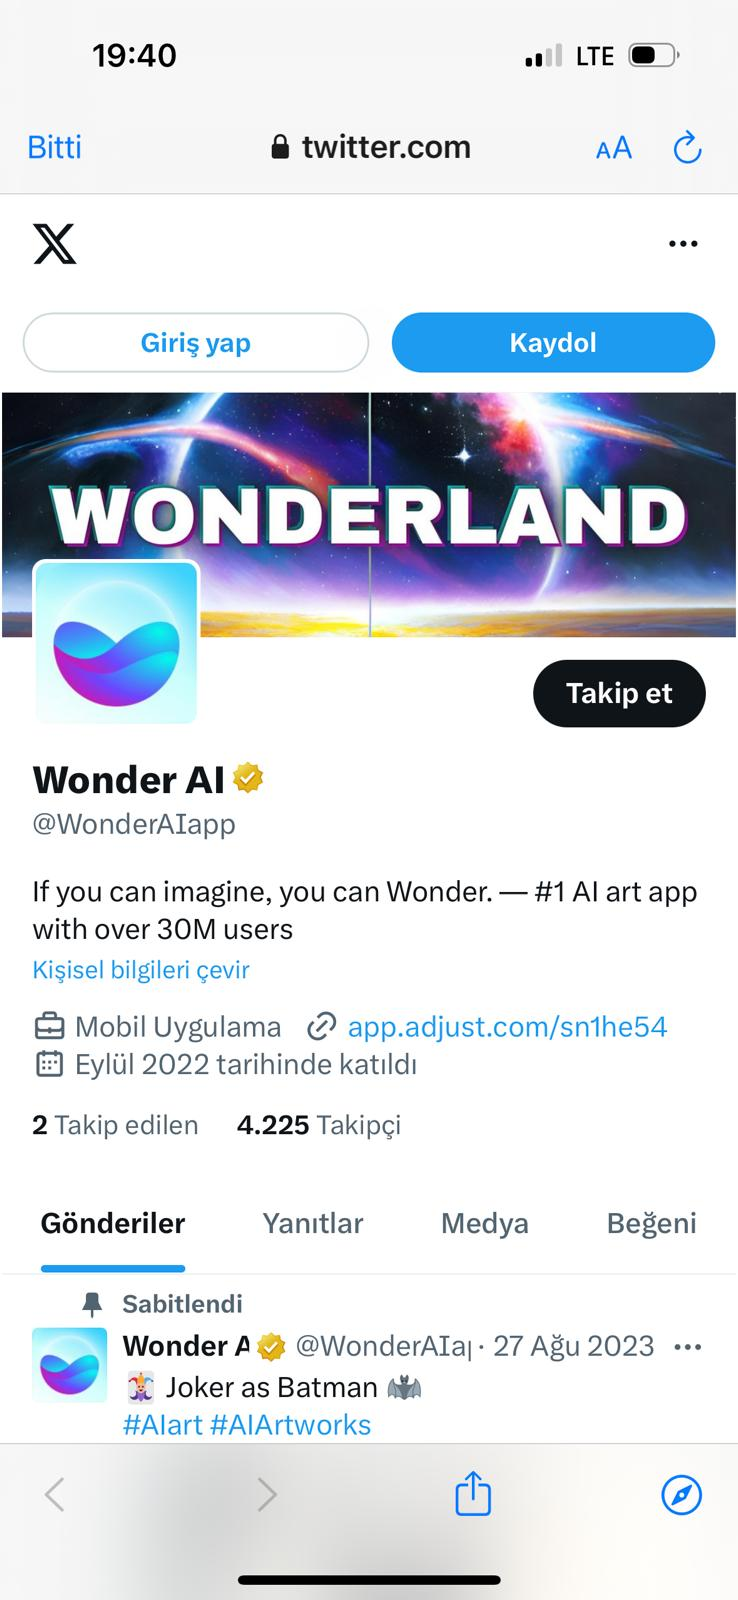 19:40
LTE
Bitti
twitter.com
AA
Giriş yap
Kaydol
WONDERLAND
Takip et
Wonder AI
@WonderAIapp
If you can imagine, you can Wonder. — #1 AI art app
with over 30M users
Kişisel bilgileri çevir
Mobil Uygulama app.adjust.com/sn1he54
Eylül 2022 tarihinde katıldı
2 Takip edilen 4.225 Takipçi
Gönderiler Yanıtlar Medya Beğeni
Sabitlendi
Wonder A @WonderAIa · 27 Ağu 2023
🃏 Joker as Batman 🦇
#AIart #AIArtworks